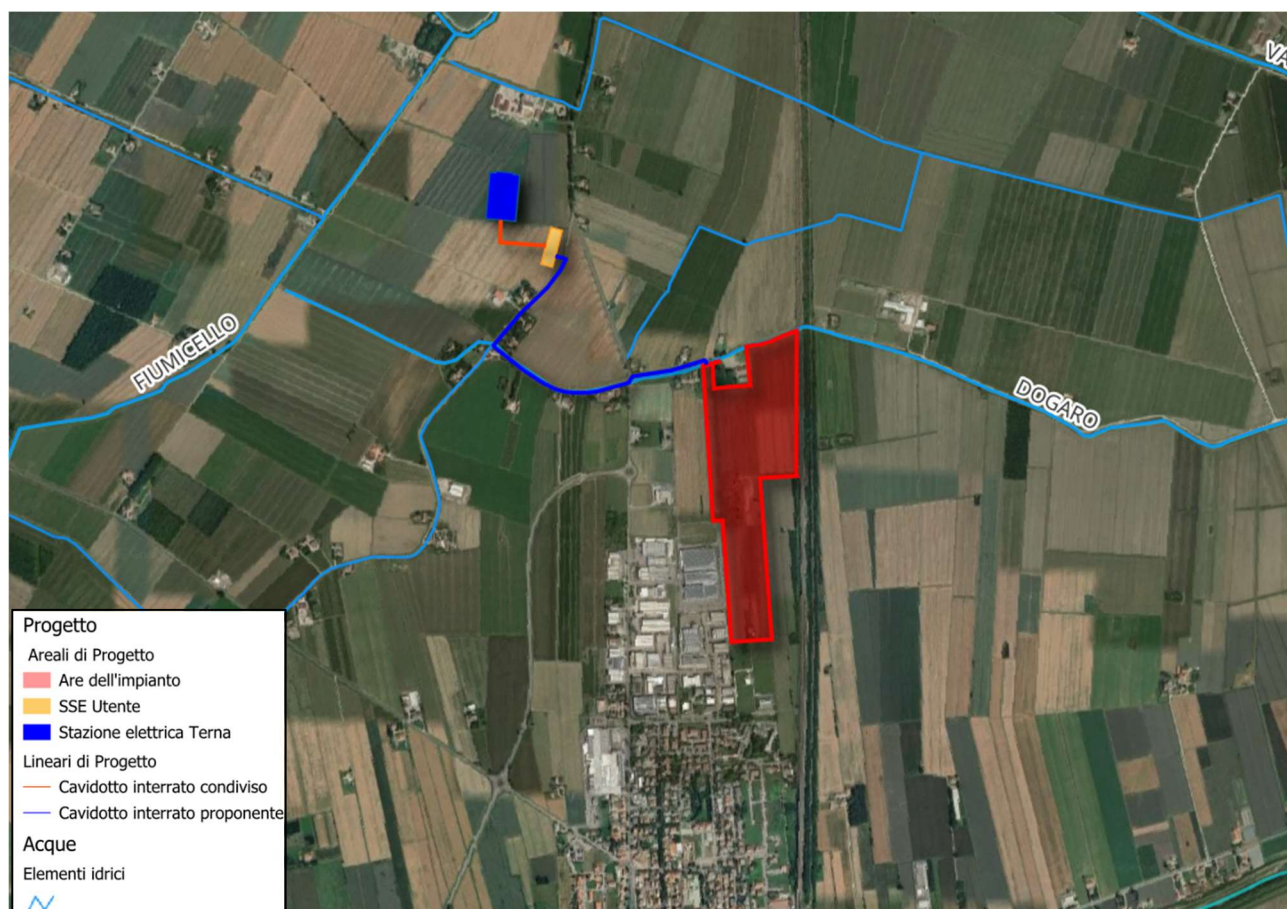 VA
FIUMICELLO
DOGARO
Progetto
Areali di Progetto
Are dell'impianto
SSE Utente
Stazione elettrica Terna
Lineari di Progetto
Cavidotto interrato condiviso
Cavidotto interrato proponente
Acque
Elementi idrici